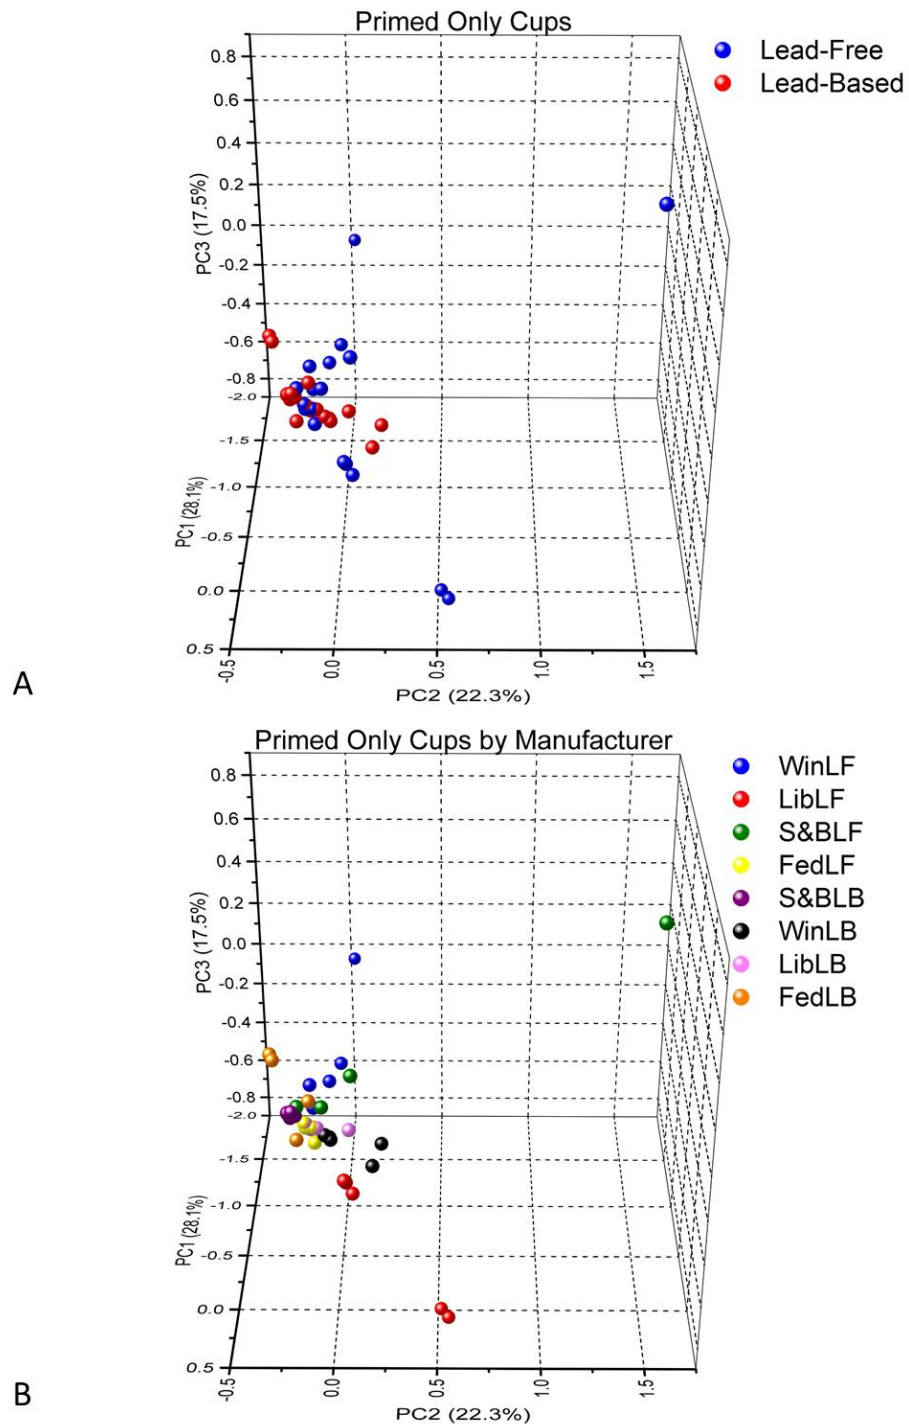 Primed Only Cups
Lead-Free
Lead-Based
0.8
0.6
0.4
0.2
0.0
-0.2
-0.4
-0.6
-0.8
PC3 (17.5%)
-2.0
-1.5
-1.0
-0.5
0.0
0.5
PC1 (28.1%)
-0.5
0.0
0.5
1.0
1.5
PC2 (22.3%)
A
Primed Only Cups by Manufacturer
WinLF
LibLF
S&BLF
FedLF
S&BLB
WinLB
LibLB
FedLB
0.8
0.6
0.4
0.2
0.0
-0.2
-0.4
-0.6
-0.8
PC3 (17.5%)
-2.0
-1.5
-1.0
-0.5
0.0
0.5
PC1 (28.1%)
-0.5
0.0
0.5
1.0
1.5
PC2 (22.3%)
B